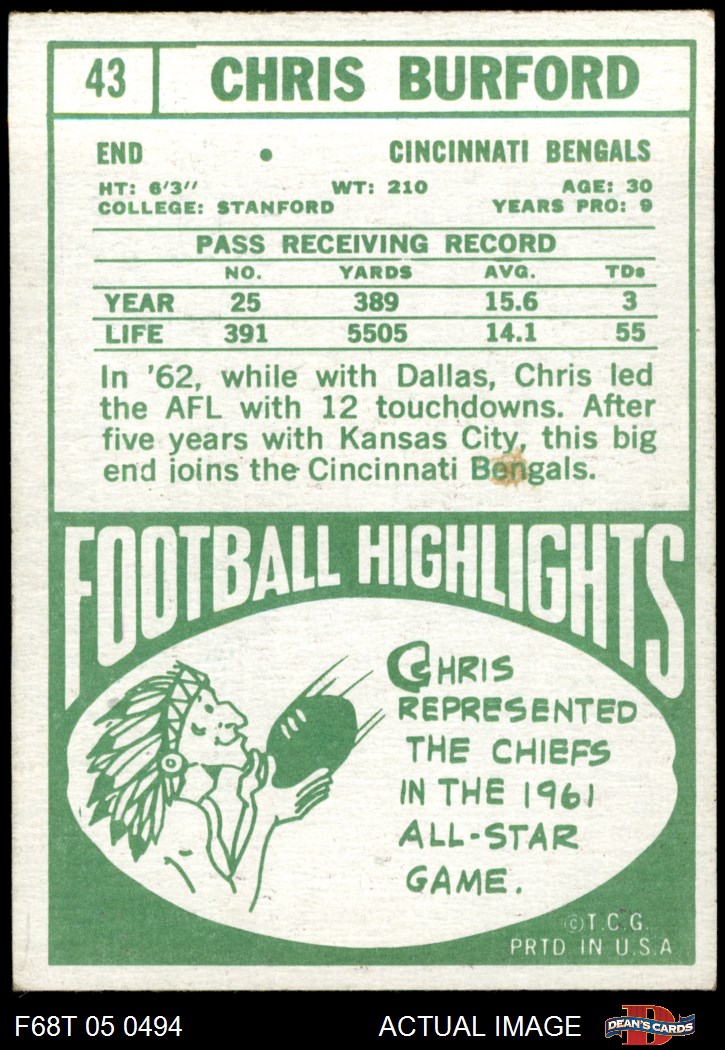 43 CHRIS BURFORD
END • CINCINNATI BENGALS
HT: 6'3" WT: 210 AGE: 30
COLLEGE: STANFORD YEARS PRO: 9
PASS RECEIVING RECORD
NO. YARDS AVG. TDs
YEAR 25 389 15.6 3
LIFE 391 5505 14.1 55
In '62, while with Dallas, Chris led
the AFL with 12 touchdowns. After
five years with Kansas City, this big
end joins the Cincinnati Bengals.
FOOTBALL HIGHLIGHTS
CHRIS
REPRESENTED
THE CHIEFS
IN THE 1961
ALL-STAR
GAME.
©T.C.G.
PRTD IN U.S.A
F68T 05 0494 ACTUAL IMAGE D DEAN'S CARDS